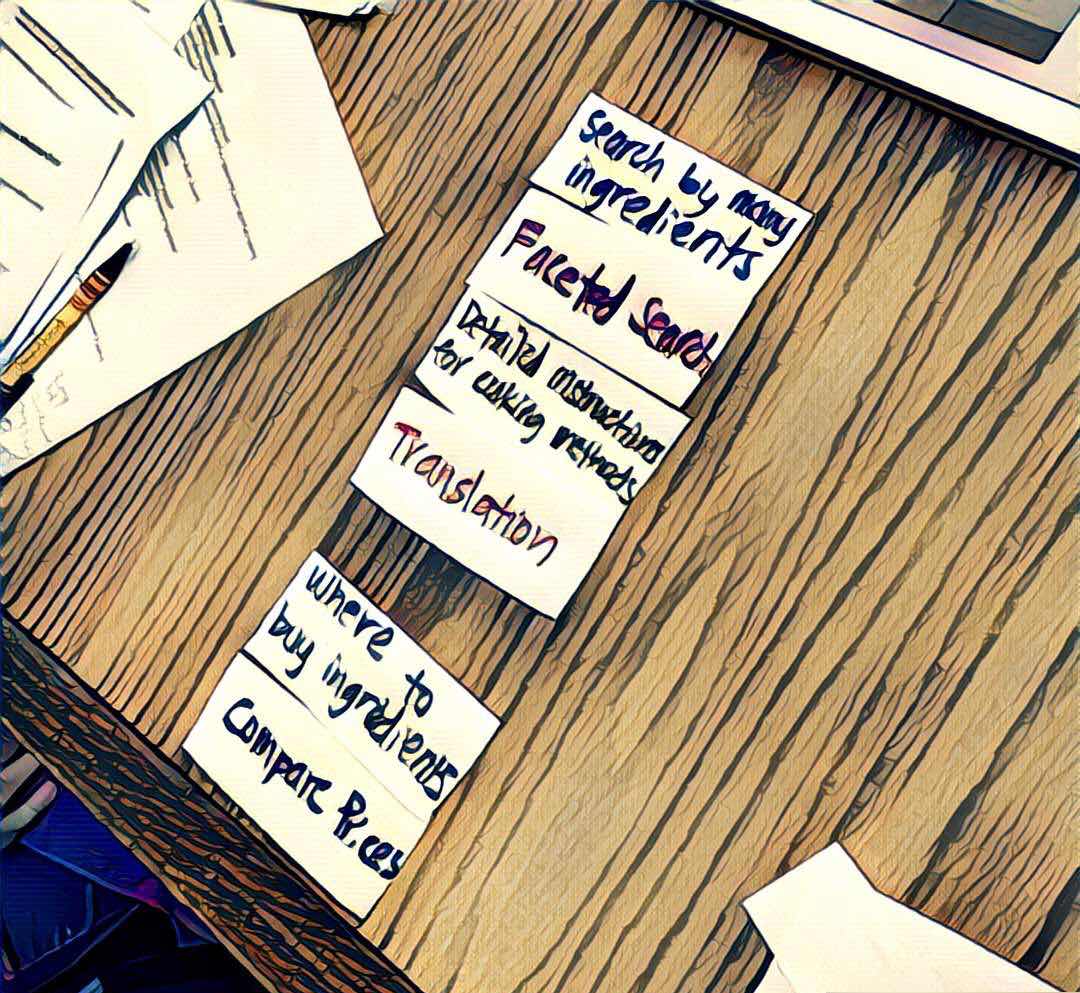 search by many
ingredients
Faceted Search
Detailed instructions
for cooking methods
Translation
where to
buy ingredients
Compare Prices